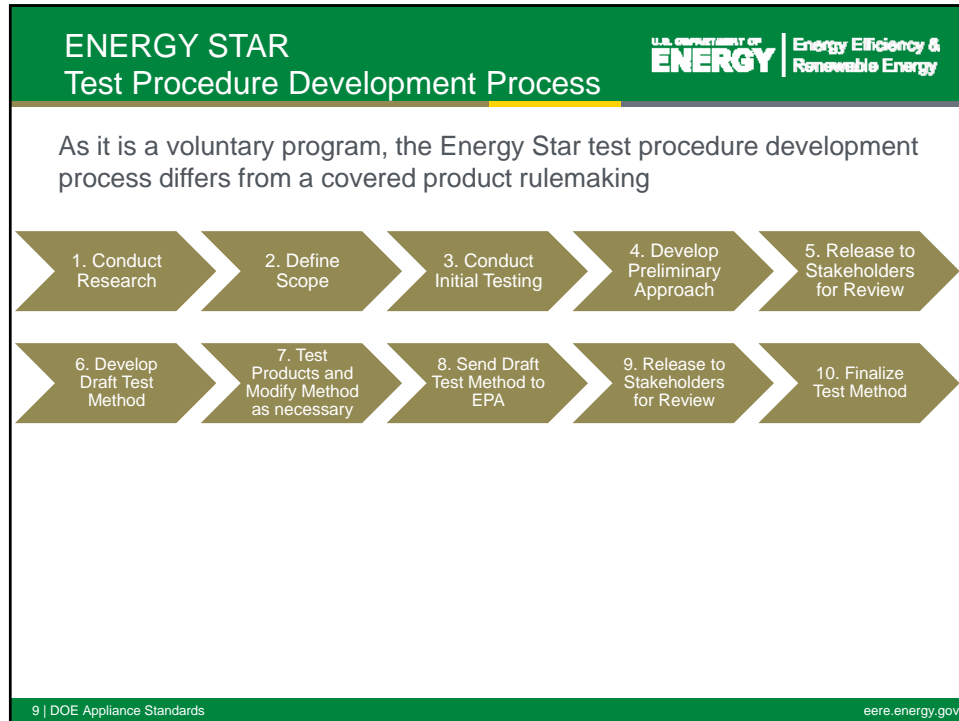 ENERGY STAR
Test Procedure Development Process
U.S. DEPARTMENT OF
ENERGY
Energy Efficiency &
Renewable Energy
As it is a voluntary program, the Energy Star test procedure development
process differs from a covered product rulemaking
1. Conduct
Research
2. Define
Scope
3. Conduct
Initial Testing
4. Develop
Preliminary
Approach
5. Release to
Stakeholders
for Review
6. Develop
Draft Test
Method
7. Test
Products and
Modify Method
as necessary
8. Send Draft
Test Method to
EPA
9. Release to
Stakeholders
for Review
10. Finalize
Test Method
9 | DOE Appliance Standards
eere.energy.gov